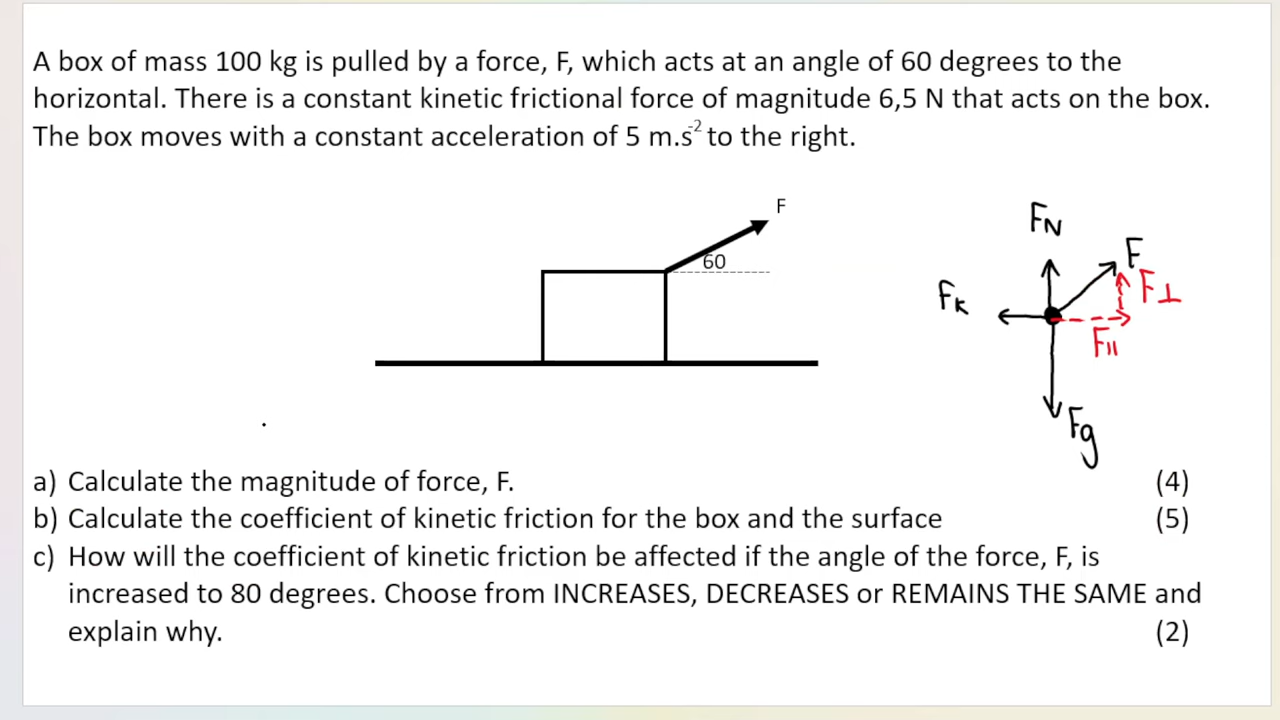 A box of mass 100 kg is pulled by a force, F, which acts at an angle of 60 degrees to the
horizontal. There is a constant kinetic frictional force of magnitude 6,5 N that acts on the box.
The box moves with a constant acceleration of 5 m.s⁻² to the right.
F
60
FN
F
F⊥
Fk
F||
Fg
a) Calculate the magnitude of force, F. (4)
b) Calculate the coefficient of kinetic friction for the box and the surface (5)
c) How will the coefficient of kinetic friction be affected if the angle of the force, F, is
increased to 80 degrees. Choose from INCREASES, DECREASES or REMAINS THE SAME and
explain why. (2)